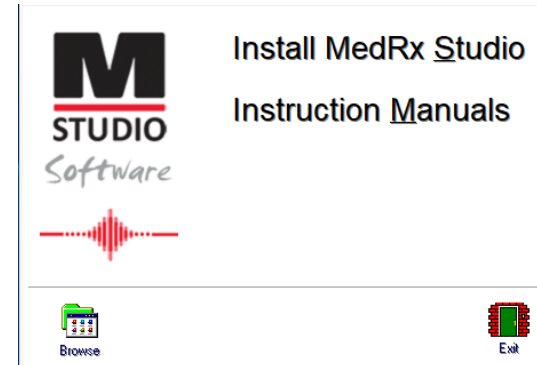 M
STUDIO
Software
Install MedRx Studio
Instruction Manuals
Browse
Exit